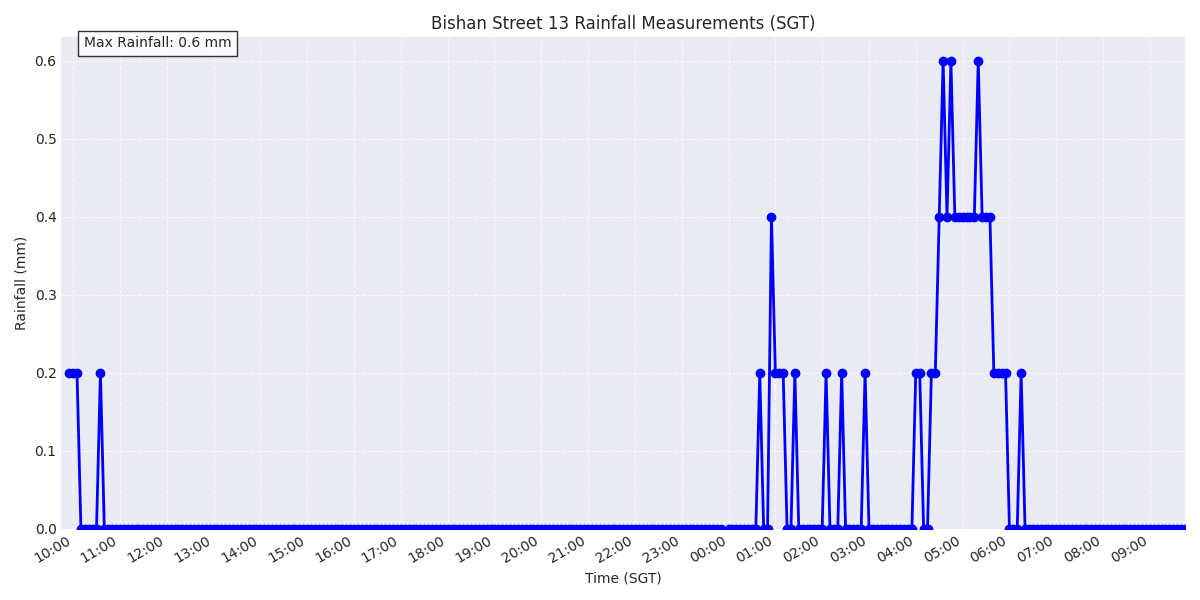 Bishan Street 13 Rainfall Measurements (SGT)
Max Rainfall: 0.6 mm
Rainfall (mm)
0.6
0.5
0.4
0.3
0.2
0.1
0.0
10:00 11:00 12:00 13:00 14:00 15:00 16:00 17:00 18:00 19:00 20:00 21:00 22:00 23:00 00:00 01:00 02:00 03:00 04:00 05:00 06:00 07:00 08:00 09:00
Time (SGT)